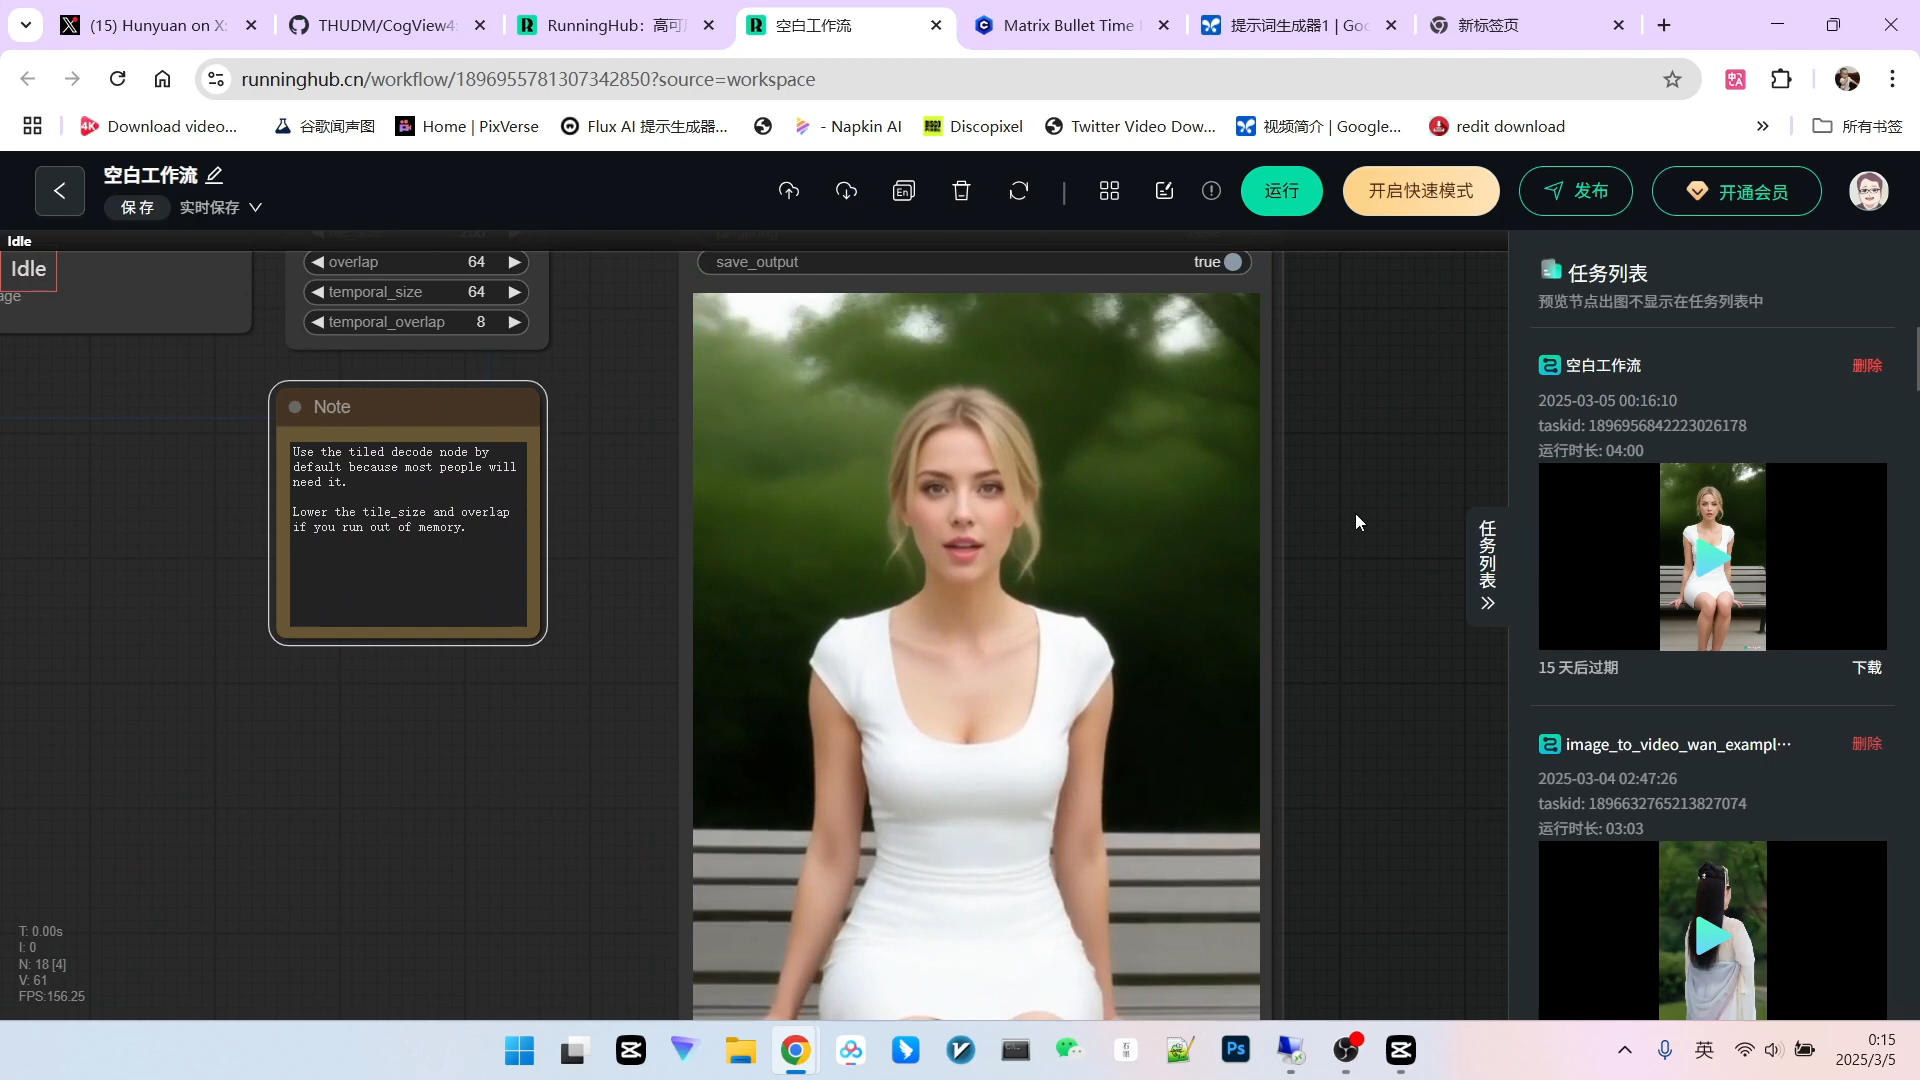 (15) Hunyuan on X:
THUDM/CogView4:
RunningHub：高可
空白工作流
Matrix Bullet Time
提示词生成器1 | Goo
新标签页
runninghub.cn/workflow/1896955781307342850?source=workspace
Download video...
谷歌闻声图
Home | PixVerse
Flux AI 提示生成器...
- Napkin AI
Discopixel
Twitter Video Dow...
视频简介 | Google...
redit download
所有书签
空白工作流
保存
实时保存
En
运行
开启快速模式
发布
开通会员
Idle
Idle
age
overlap 64
temporal_size 64
temporal_overlap 8
Note
Use the tiled decode node by
default because most people will
need it.
Lower the tile_size and overlap
if you run out of memory.
save_output true
任务列表
任务列表
预览节点出图不显示在任务列表中
空白工作流
删除
2025-03-05 00:16:10
taskid: 1896956842223026178
运行时长: 04:00
15 天后过期
下载
image_to_video_wan_exampl···
删除
2025-03-04 02:47:26
taskid: 1896632765213827074
运行时长: 03:03
T: 0.00s
I: 0
N: 18 [4]
V: 61
FPS:156.25
Ps
英
0:15
2025/3/5